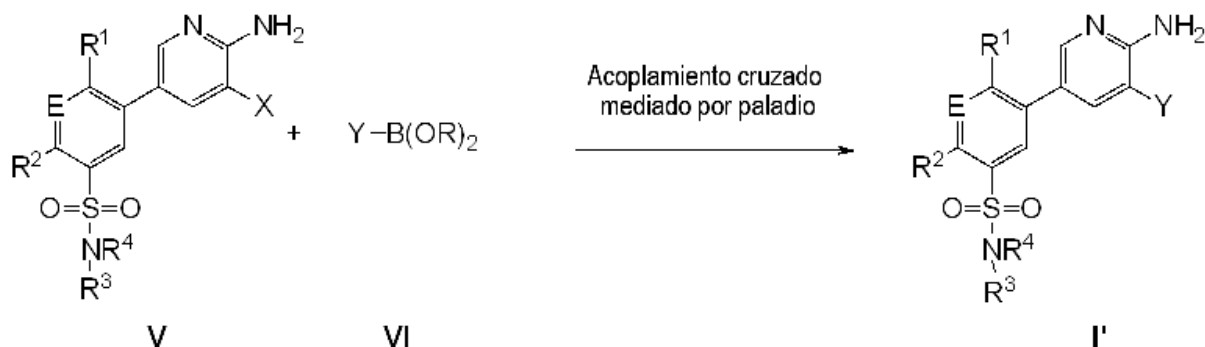 N NH₂
R¹
E
X
R²
O=S=O
NR⁴
R³
+
Y–B(OR)₂
Acoplamiento cruzado
mediado por paladio
N NH₂
R¹
E
Y
R²
O=S=O
NR⁴
R³
V
VI
I'